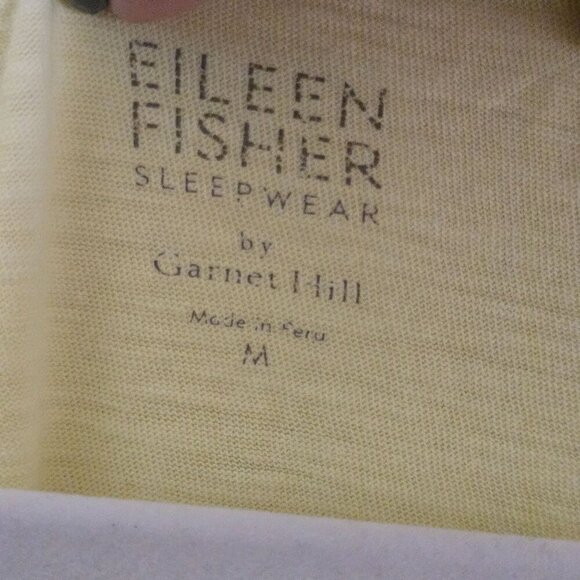 EILEEN
FISHER
SLEEPWEAR
by
Garnet Hill
Made in Peru
M